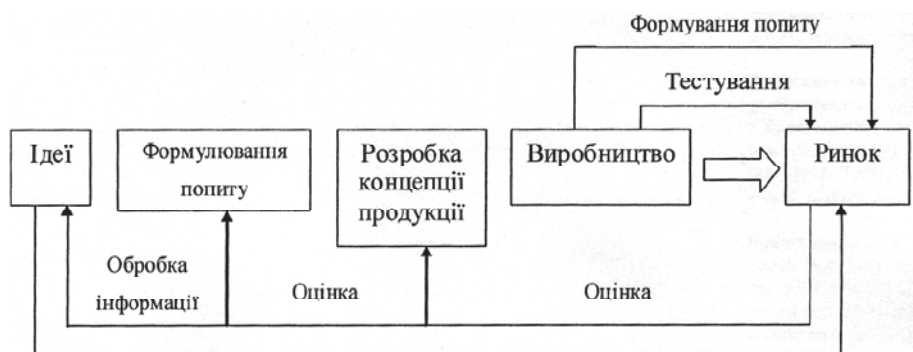 Формування попиту
Тестування
Ідеї
Формулювання
попиту
Розробка
концепції
продукції
Виробництво
Ринок
Обробка
інформації
Оцінка
Оцінка